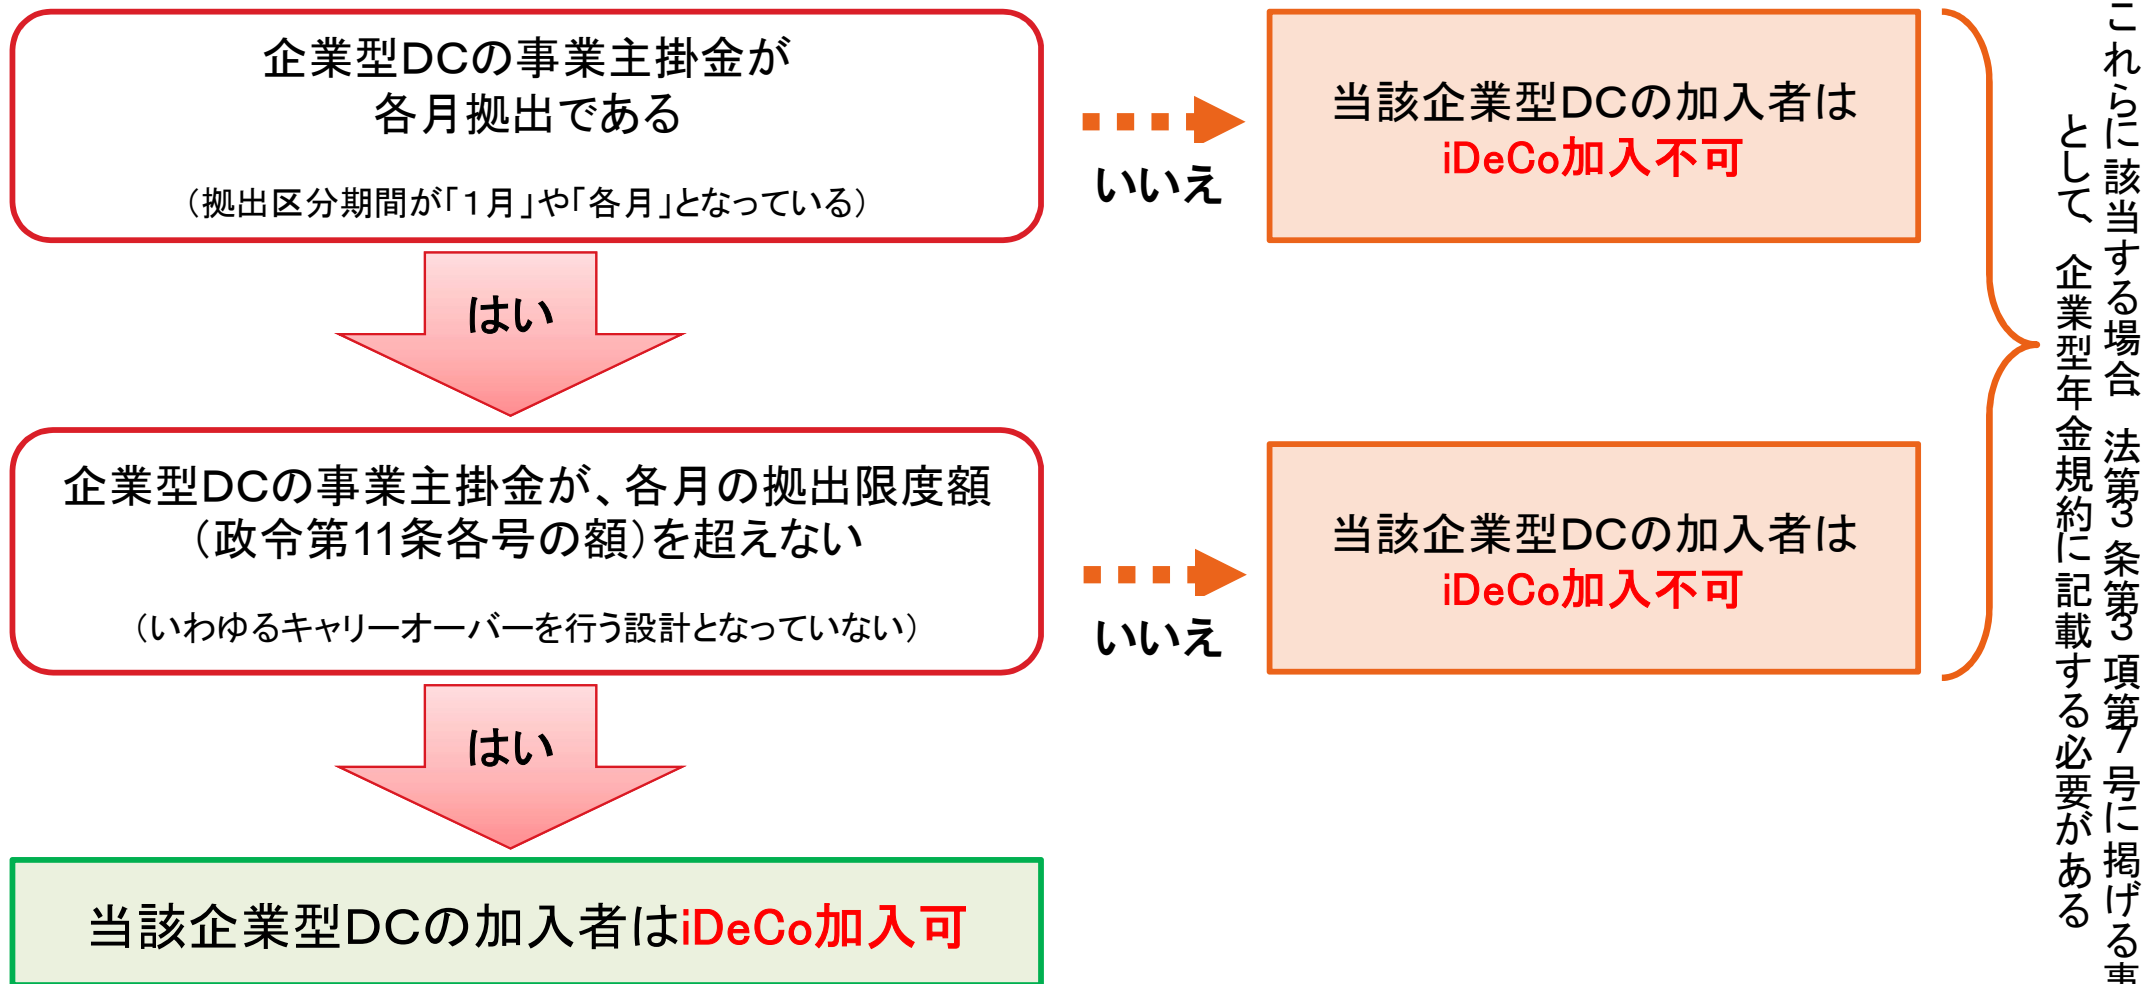 企業型DCの事業主掛金が
各月拠出である
（拠出区分期間が「１月」や「各月」となっている）
いいえ
当該企業型DCの加入者は
iDeCo加入不可
はい
企業型DCの事業主掛金が、各月の拠出限度額
（政令第11条各号の額）を超えない
（いわゆるキャリーオーバーを行う設計となっていない）
いいえ
当該企業型DCの加入者は
iDeCo加入不可
はい
当該企業型DCの加入者はiDeCo加入可
これらに該当する場合、法第３条第３項第７号に掲げる事
として、企業型年金規約に記載する必要がある